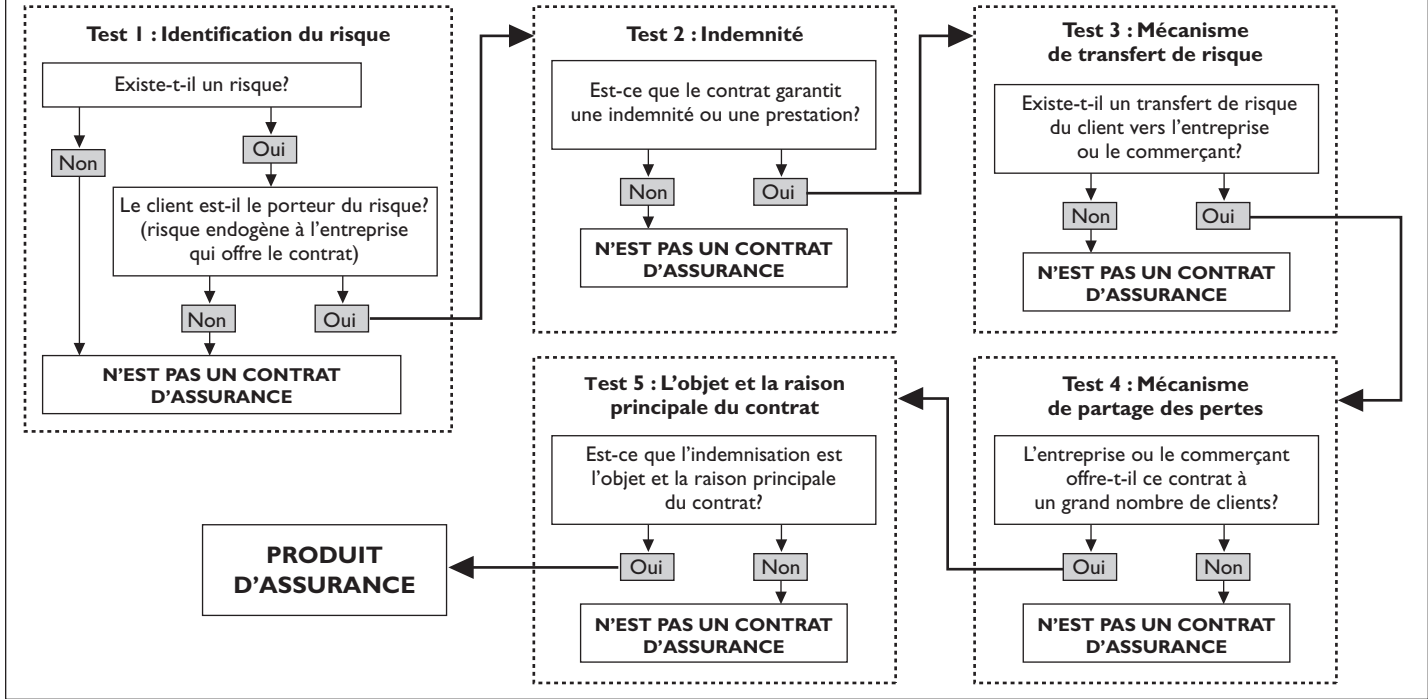 Test 1 : Identification du risque
Existe-t-il un risque?
Non
Oui
Le client est-il le porteur du risque?
(risque endogène à l'entreprise
qui offre le contrat)
Non
Oui
N'EST PAS UN CONTRAT
D'ASSURANCE
Test 2 : Indemnité
Est-ce que le contrat garantit
une indemnité ou une prestation?
Non
Oui
N'EST PAS UN CONTRAT
D'ASSURANCE
Test 3 : Mécanisme
de transfert de risque
Existe-t-il un transfert de risque
du client vers l'entreprise
ou le commerçant?
Non
Oui
N'EST PAS UN CONTRAT
D'ASSURANCE
Test 4 : Mécanisme
de partage des pertes
L'entreprise ou le commerçant
offre-t-il ce contrat à
un grand nombre de clients?
Oui
Non
N'EST PAS UN CONTRAT
D'ASSURANCE
Test 5 : L'objet et la raison
principale du contrat
Est-ce que l'indemnisation est
l'objet et la raison principale
du contrat?
Oui
Non
N'EST PAS UN CONTRAT
D'ASSURANCE
PRODUIT
D'ASSURANCE